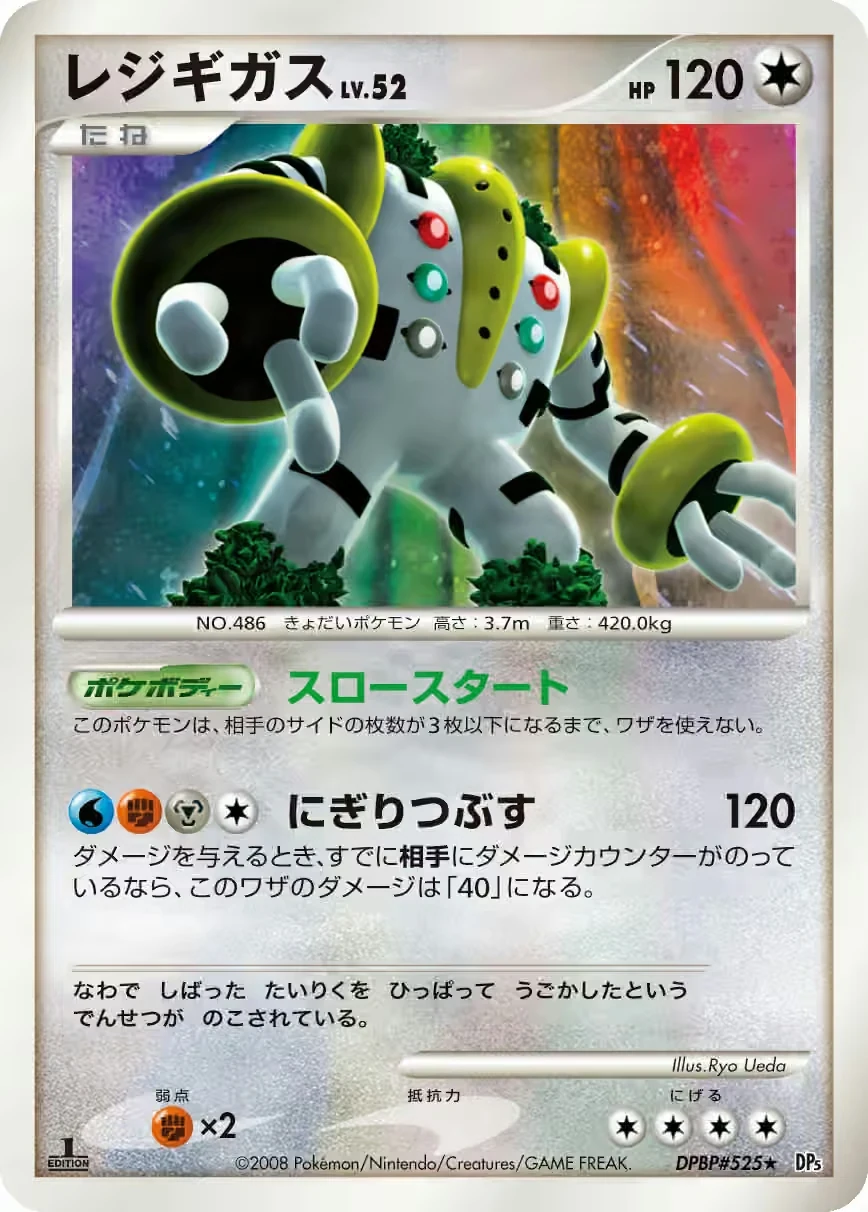 レジギガス LV.52 HP 120
たね
NO.486 きょだいポケモン 高さ:3.7m 重さ:420.0kg
ポケボディー スロースタート
このポケモンは、相手のサイドの枚数が3枚以下になるまで、ワザを使えない。
にぎりつぶす 120
ダメージを与えるとき、すでに相手にダメージカウンターがのって
いるなら、このワザのダメージは「40」になる。
なわで しばった たいりくを ひっぱって うごかしたという
でんせつが のこされている。
Illus.Ryo Ueda
弱点 抵抗力 にげる
×2
1 EDITION ©2008 Pokémon/Nintendo/Creatures/GAME FREAK. DPBP#525★ DP5